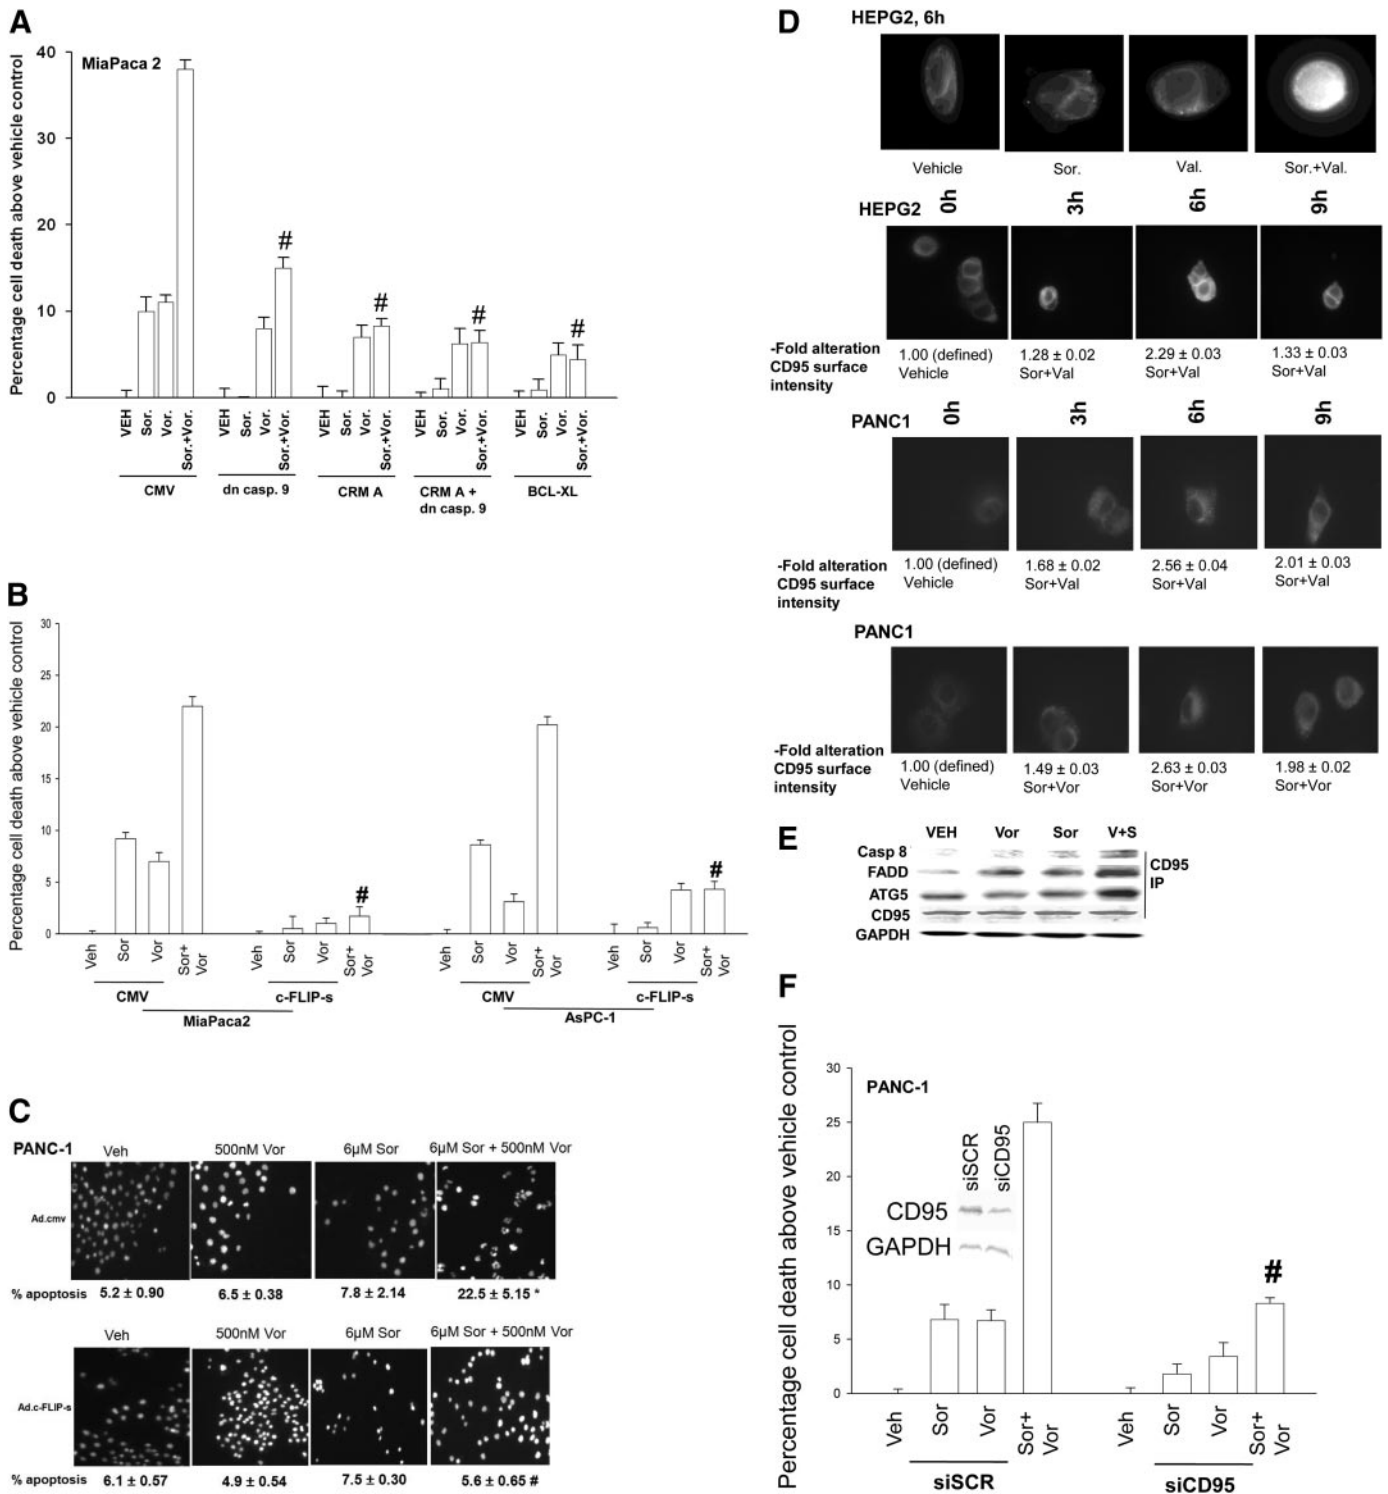 A
MiaPaca 2
Percentage cell death above vehicle control
40
30
20
10
0
#
#
#
#
VEH Sor. Vor. Sor.+Vor.
VEH Sor. Vor. Sor.+Vor.
VEH Sor. Vor. Sor.+Vor.
VEH Sor. Vor. Sor.+Vor.
VEH Sor. Vor. Sor.+Vor.
CMV
dn casp. 9
CRM A
CRM A +
dn casp. 9
BCL-XL
B
Percentage cell death above vehicle control
30
25
20
15
10
5
0
#
#
Veh Sor Vor Sor+ Vor
Veh Sor Vor Sor+ Vor
Veh Sor Vor Sor+ Vor
Veh Sor Vor Sor+ Vor
CMV
c-FLIP-s
CMV
c-FLIP-s
MiaPaca2
AsPC-1
C
PANC-1
Veh
500nM Vor
6µM Sor
6µM Sor + 500nM Vor
Ad.cmv
% apoptosis 5.2 ± 0.90 6.5 ± 0.38 7.8 ± 2.14 22.5 ± 5.15 *
Veh
500nM Vor
6µM Sor
6µM Sor + 500nM Vor
Ad.c-FLIP-s
% apoptosis 6.1 ± 0.57 4.9 ± 0.54 7.5 ± 0.30 5.6 ± 0.65 #
D
HEPG2, 6h
Vehicle
Sor.
Val.
Sor.+Val.
HEPG2
0h
3h
6h
9h
-Fold alteration
CD95 surface
intensity
1.00 (defined)
Vehicle
1.28 ± 0.02
Sor+Val
2.29 ± 0.03
Sor+Val
1.33 ± 0.03
Sor+Val
PANC1
0h
3h
6h
9h
-Fold alteration
CD95 surface
intensity
1.00 (defined)
Vehicle
1.68 ± 0.02
Sor+Val
2.56 ± 0.04
Sor+Val
2.01 ± 0.03
Sor+Val
PANC1
-Fold alteration
CD95 surface
intensity
1.00 (defined)
Vehicle
1.49 ± 0.03
Sor+Vor
2.63 ± 0.03
Sor+Vor
1.98 ± 0.02
Sor+Vor
E
VEH Vor Sor V+S
Casp 8
FADD
ATG5
CD95
GAPDH
CD95
IP
F
Percentage cell death above vehicle control
30
25
20
15
10
5
0
PANC-1
siSCR
siCD95
CD95
GAPDH
#
Veh Sor Vor Sor+ Vor
Veh Sor Vor Sor+ Vor
siSCR
siCD95